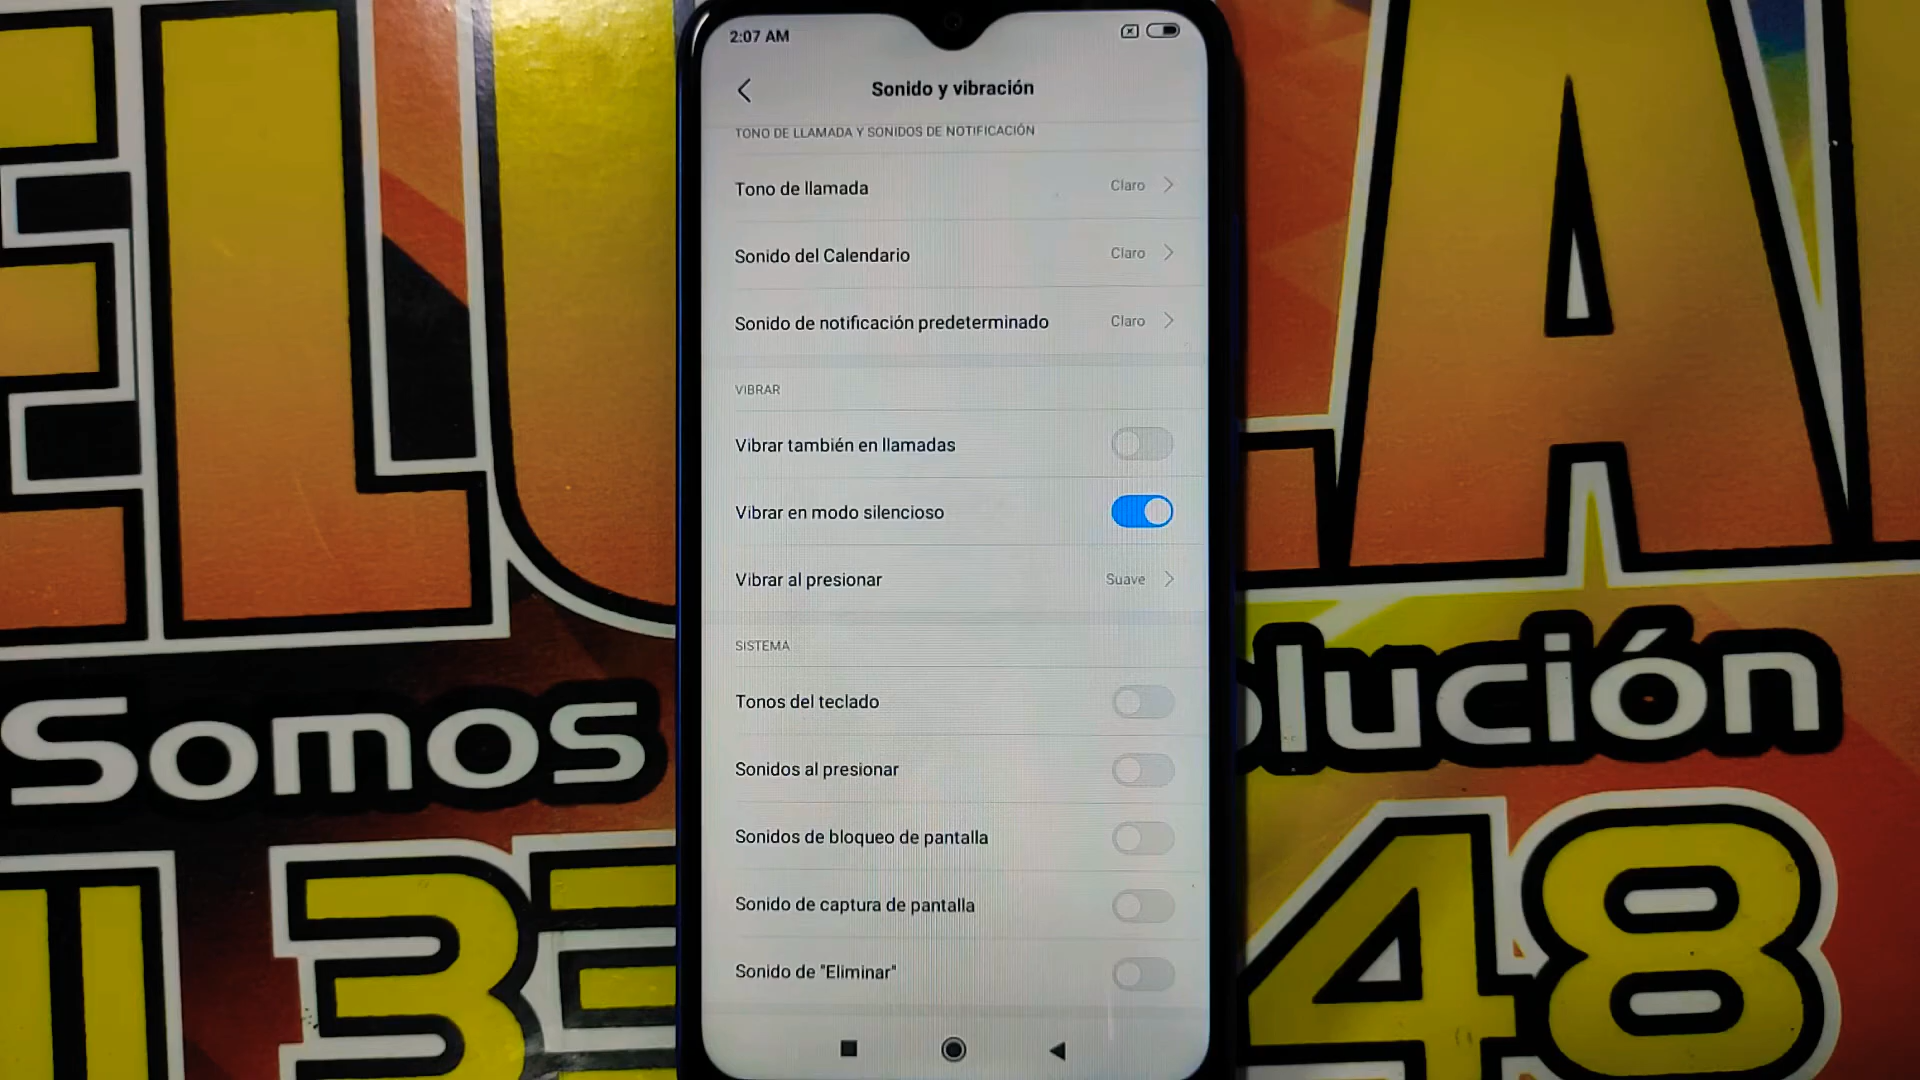 2:07 AM
Sonido y vibración
TONO DE LLAMADA Y SONIDOS DE NOTIFICACIÓN
Tono de llamada Claro
Sonido del Calendario Claro
Sonido de notificación predeterminado Claro
VIBRAR
Vibrar también en llamadas
Vibrar en modo silencioso
Vibrar al presionar Suave
SISTEMA
Tonos del teclado
Sonidos al presionar
Sonidos de bloqueo de pantalla
Sonido de captura de pantalla
Sonido de "Eliminar"
Somos
olución
48